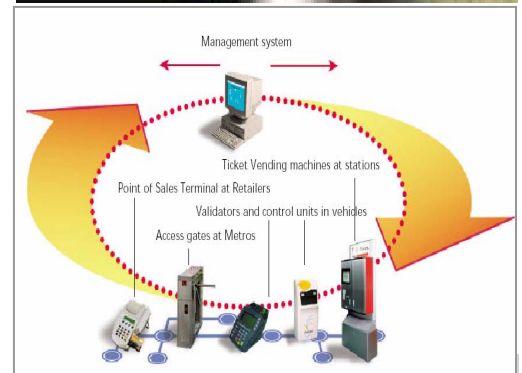 Management system
Ticket Vending machines at stations
Point of Sales Terminal at Retailers
Validators and control units in vehicles
Access gates at Metros